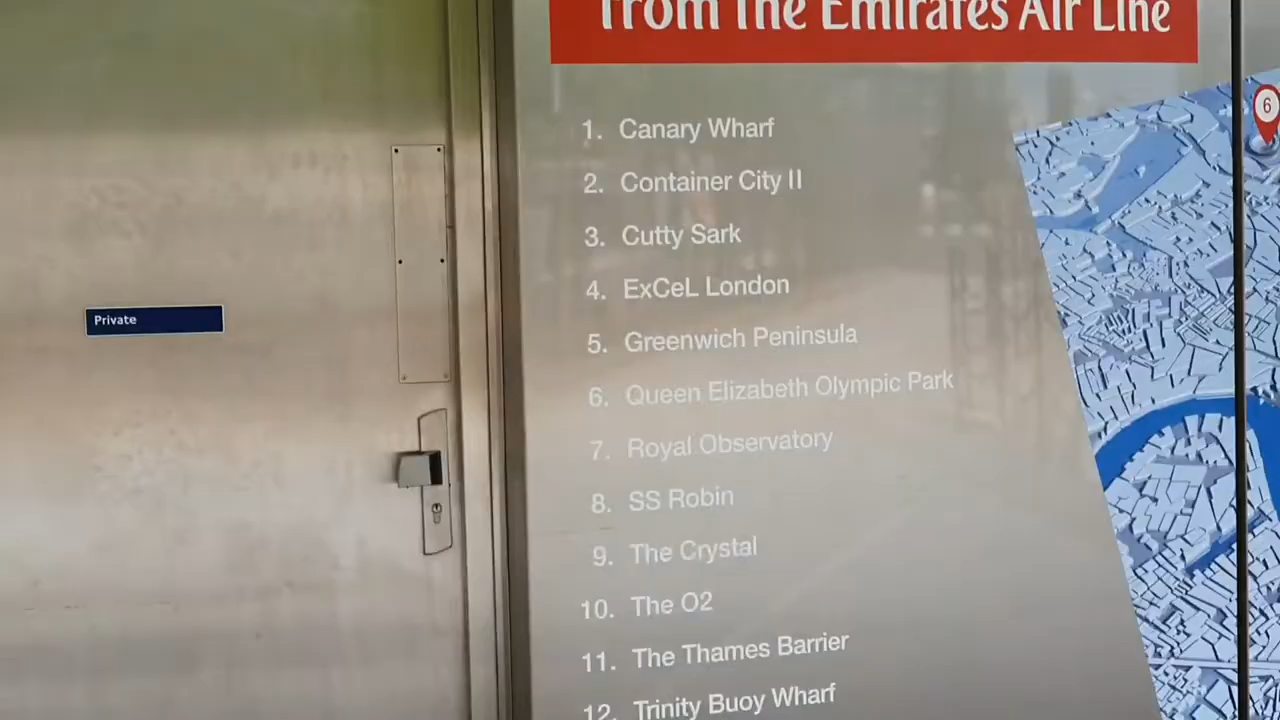 from the Emirates Air Line
1. Canary Wharf
2. Container City II
3. Cutty Sark
4. ExCeL London
5. Greenwich Peninsula
6. Queen Elizabeth Olympic Park
7. Royal Observatory
8. SS Robin
9. The Crystal
10. The O2
11. The Thames Barrier
12. Trinity Buoy Wharf
Private
6